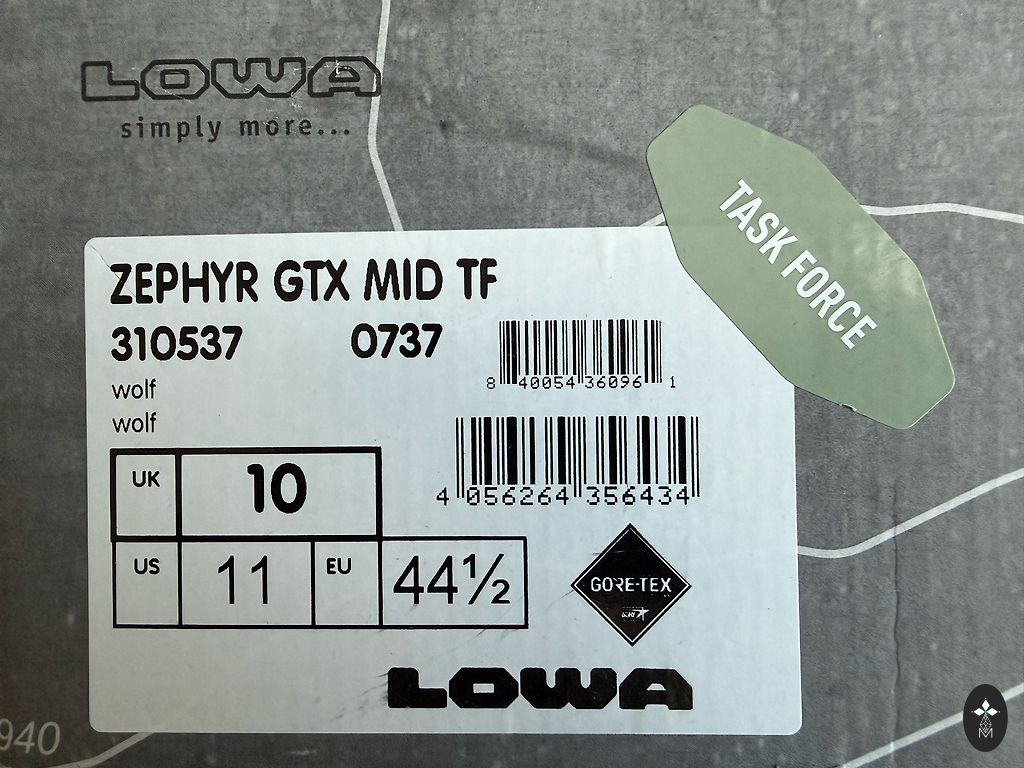 LOWA
simply more...
TASK FORCE
ZEPHYR GTX MID TF
310537 0737
wolf
wolf
8 40054 36096 1
4 056264 356434
UK 10
US 11 EU 44½
GORE-TEX
LOWA
940
M